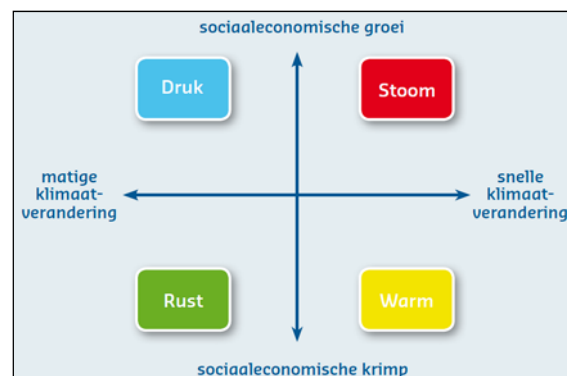 sociaaleconomische groei
Druk
Stoom
matige
klimaat-
verandering
snelle
klimaat-
verandering
Rust
Warm
sociaaleconomische krimp